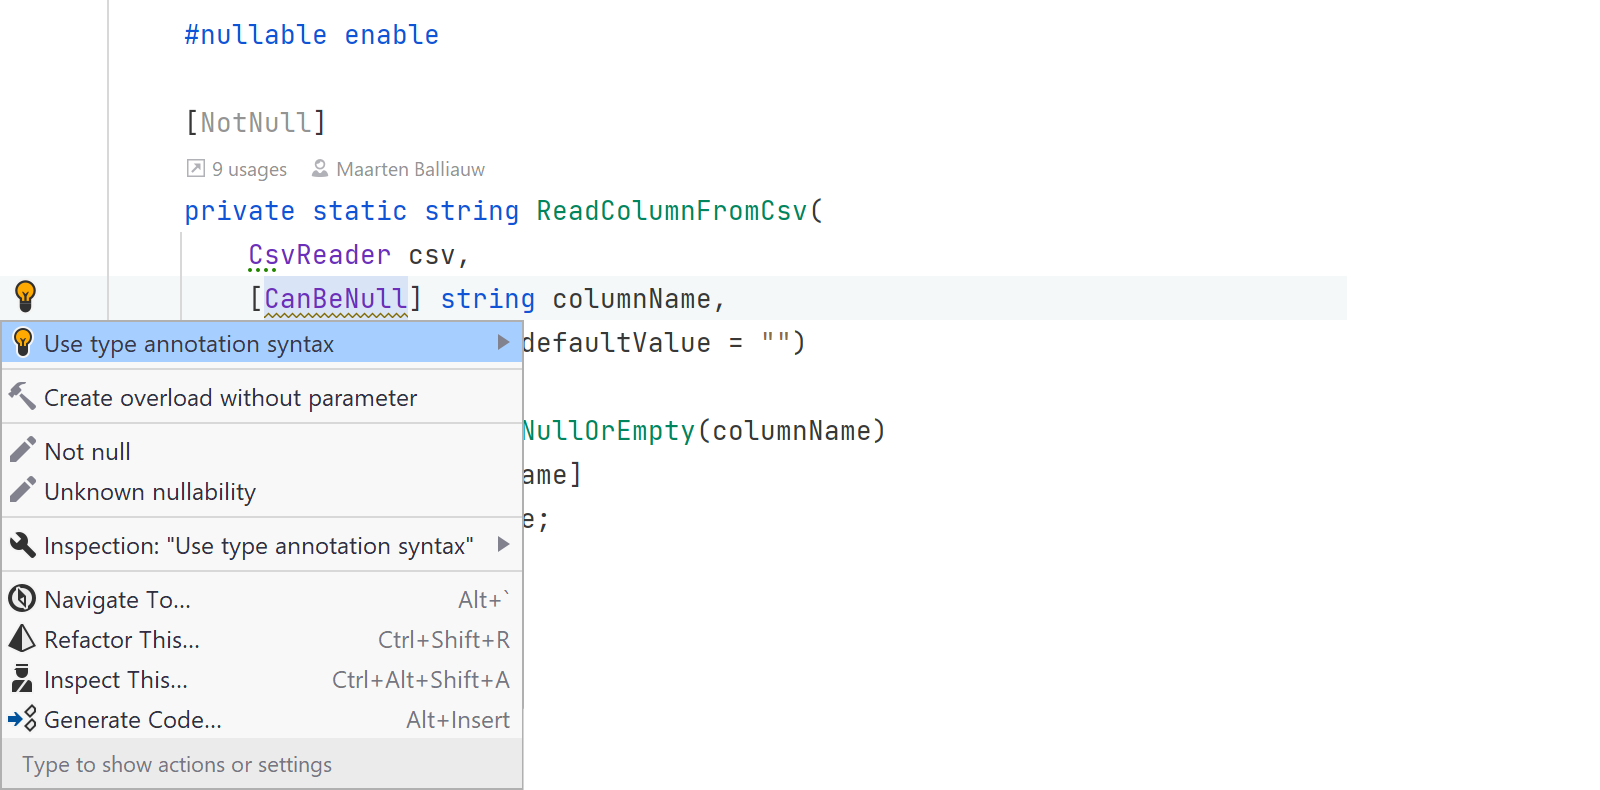 #nullable enable
[NotNull]
9 usages Maarten Balliauw
private static string ReadColumnFromCsv(
CsvReader csv,
[CanBeNull] string columnName,
defaultValue = "")
NullOrEmpty(columnName)
ame]
e;
Use type annotation syntax
Create overload without parameter
Not null
Unknown nullability
Inspection: "Use type annotation syntax"
Navigate To... Alt+`
Refactor This... Ctrl+Shift+R
Inspect This... Ctrl+Alt+Shift+A
Generate Code... Alt+Insert
Type to show actions or settings